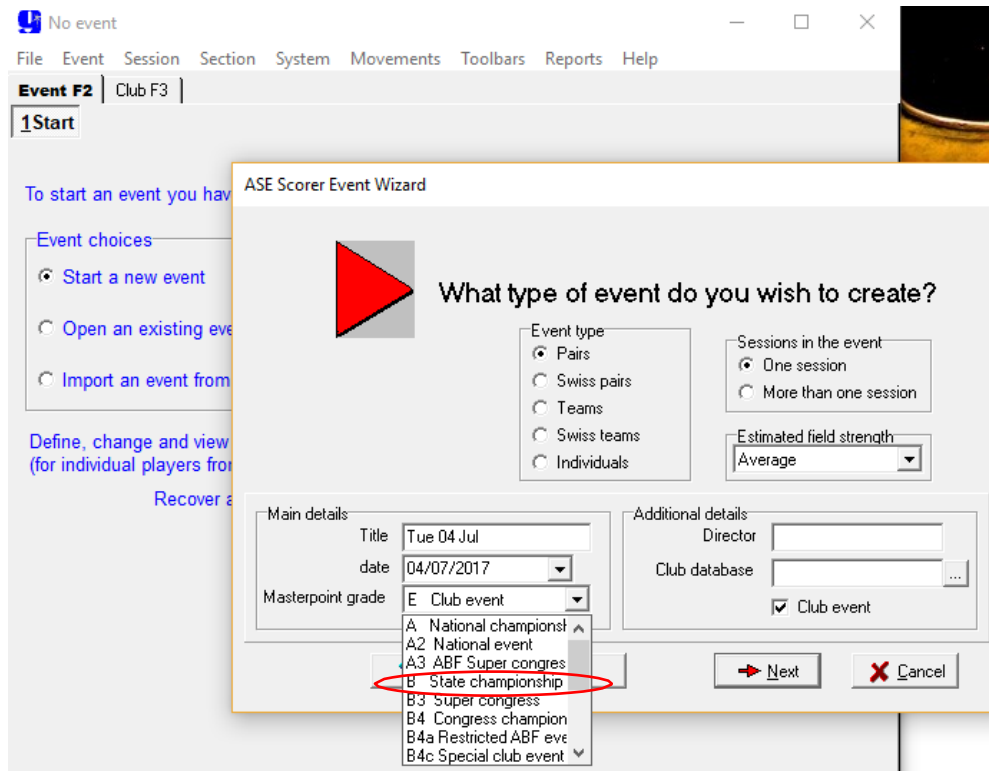 No event
File Event Session Section System Movements Toolbars Reports Help
Event F2 Club F3
1Start
To start an event you hav
Event choices
Start a new event
Open an existing eve
Import an event from
Define, change and view
(for individual players fro
Recover a
ASE Scorer Event Wizard
What type of event do you wish to create?
Event type
Pairs
Swiss pairs
Teams
Swiss teams
Individuals
Sessions in the event
One session
More than one session
Estimated field strength
Average
Main details
Title Tue 04 Jul
date 04/07/2017
Masterpoint grade E Club event
A National championsh
A2 National event
A3 ABF Super congres
B State championship
B3 Super congress
B4 Congress champion
B4a Restricted ABF eve
B4c Special club event
Additional details
Director
Club database ...
Club event
Next Cancel